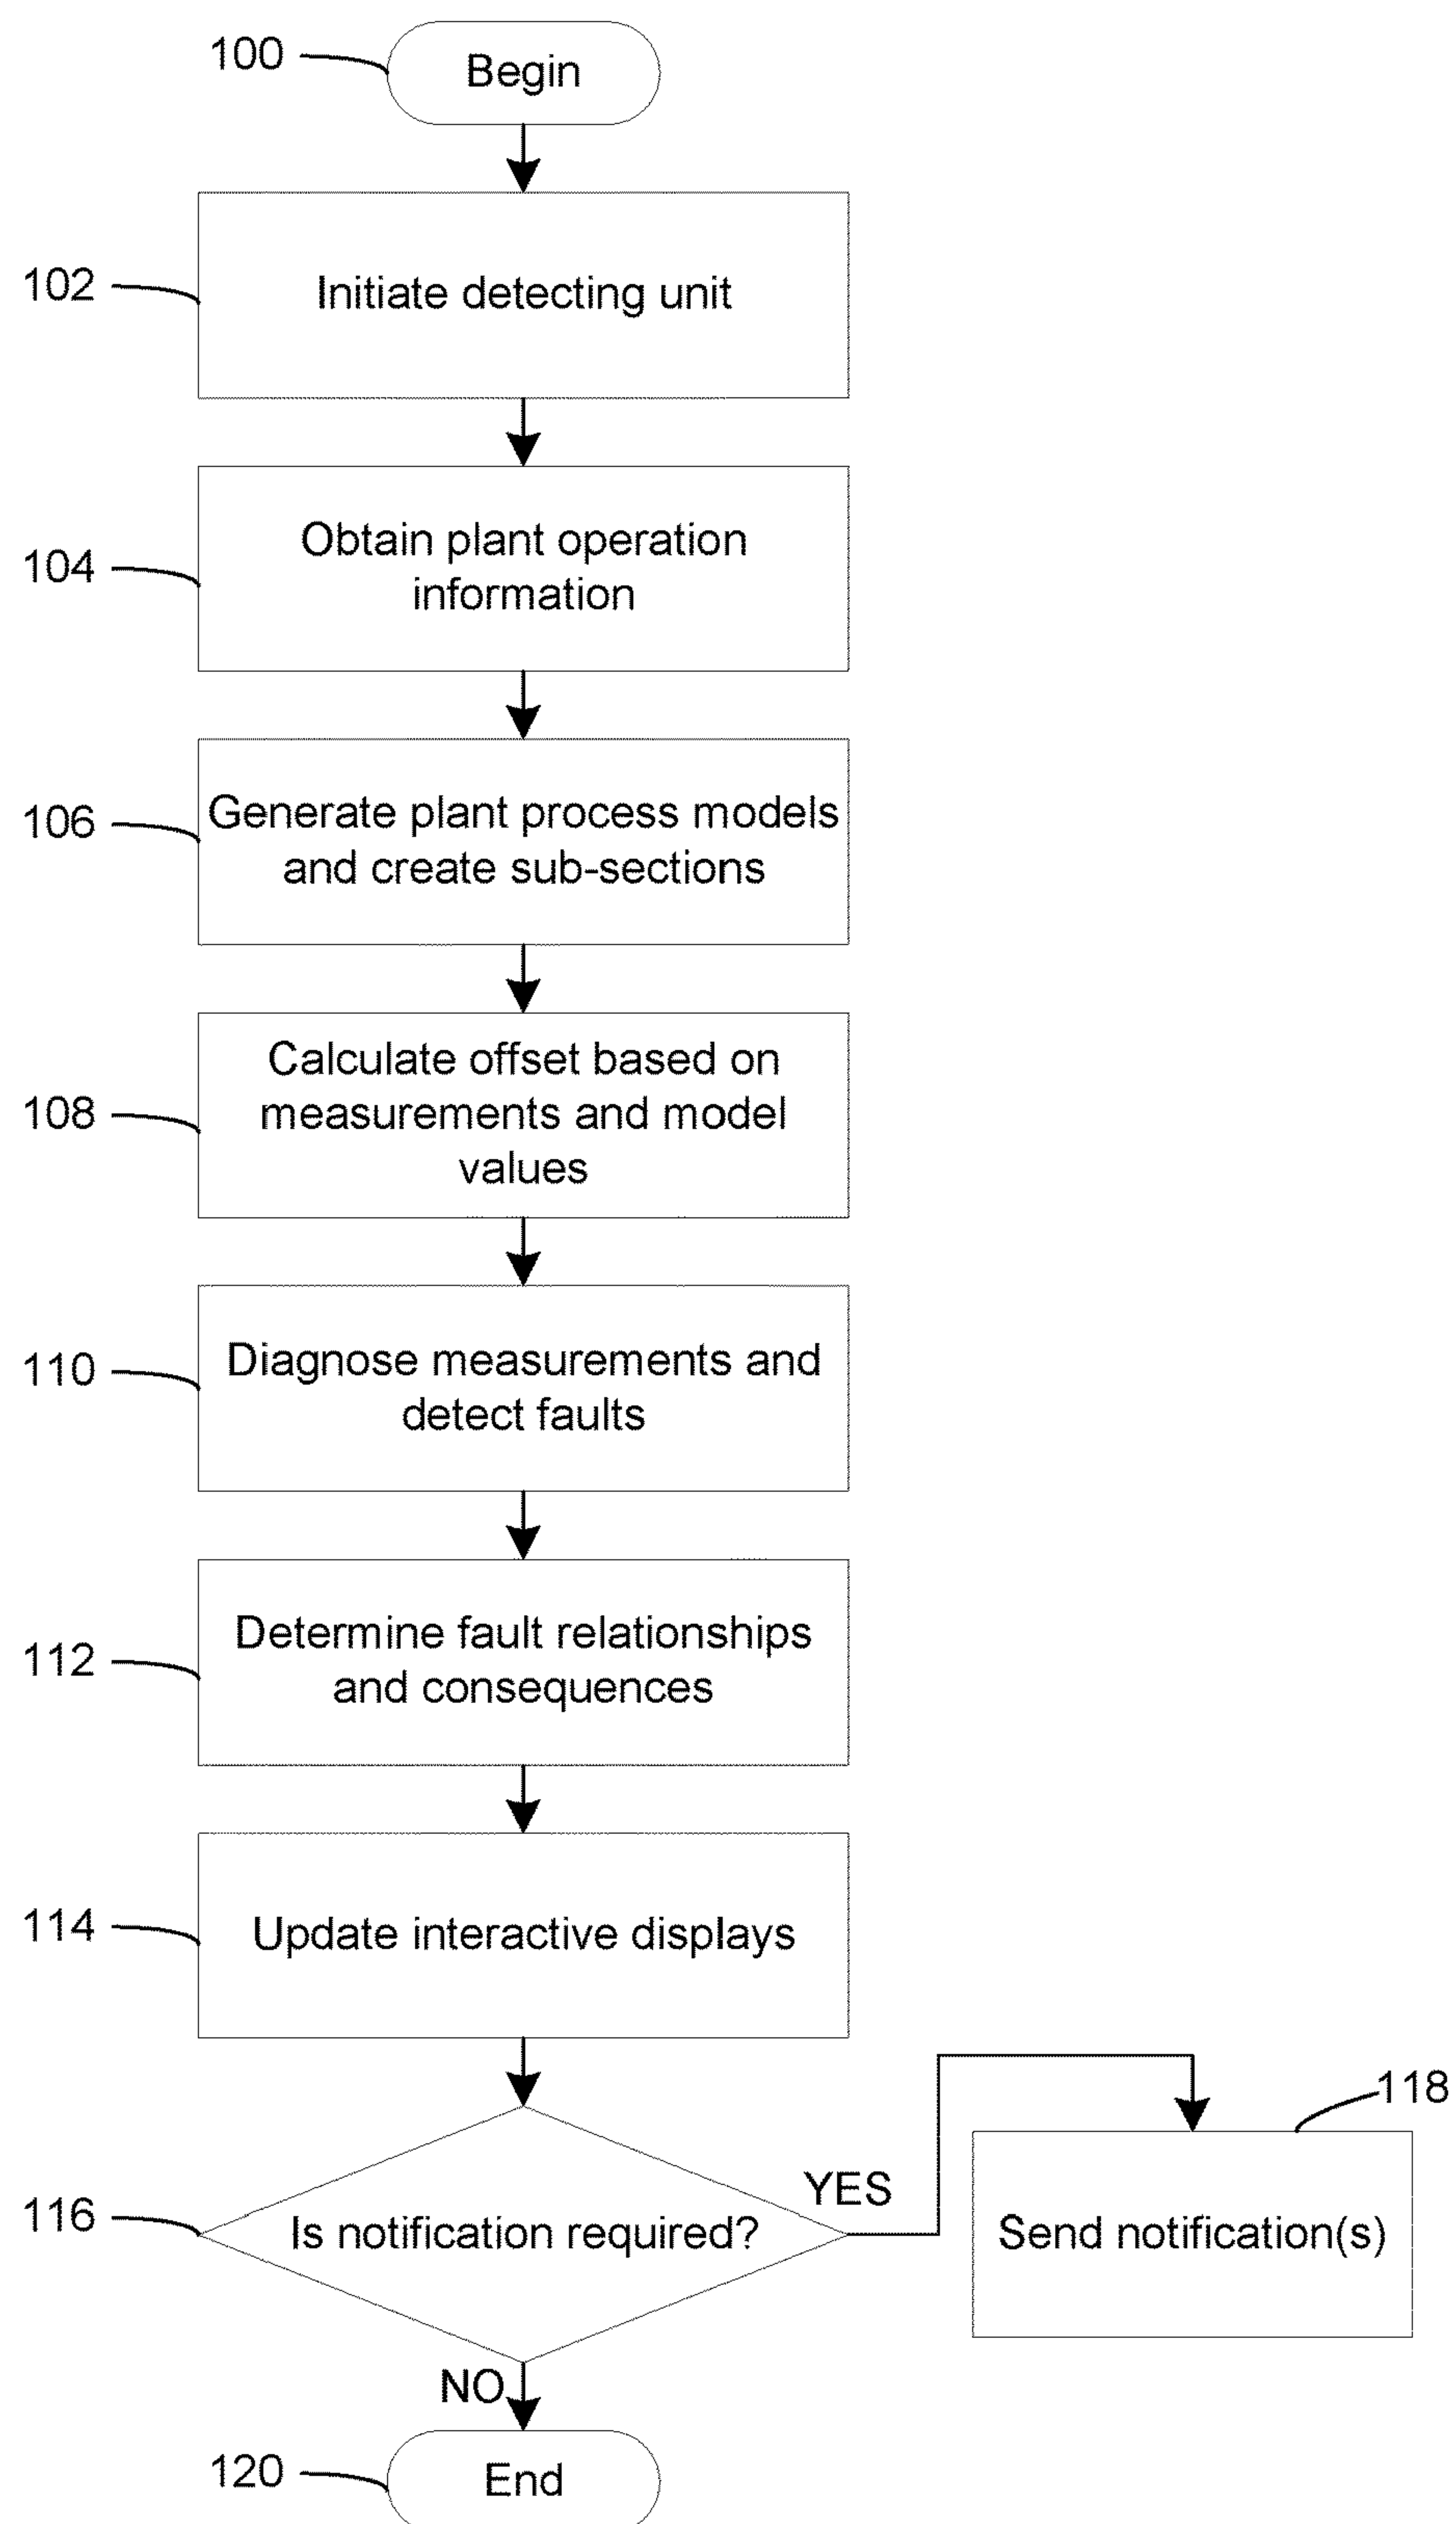 100
Begin
102
Initiate detecting unit
104
Obtain plant operation
information
106
Generate plant process models
and create sub-sections
108
Calculate offset based on
measurements and model
values
110
Diagnose measurements and
detect faults
112
Determine fault relationships
and consequences
114
Update interactive displays
116
Is notification required?
YES
118
Send notification(s)
NO
120
End